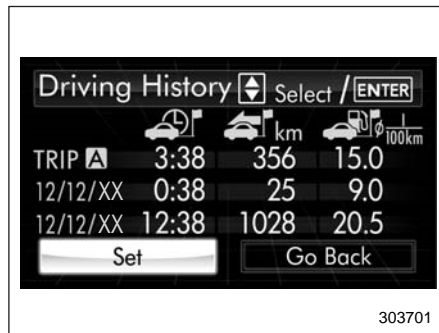 Driving History Select / ENTER
km ø l/100km
TRIP A 3:38 356 15.0
12/12/XX 0:38 25 9.0
12/12/XX 12:38 1028 20.5
Set Go Back
303701